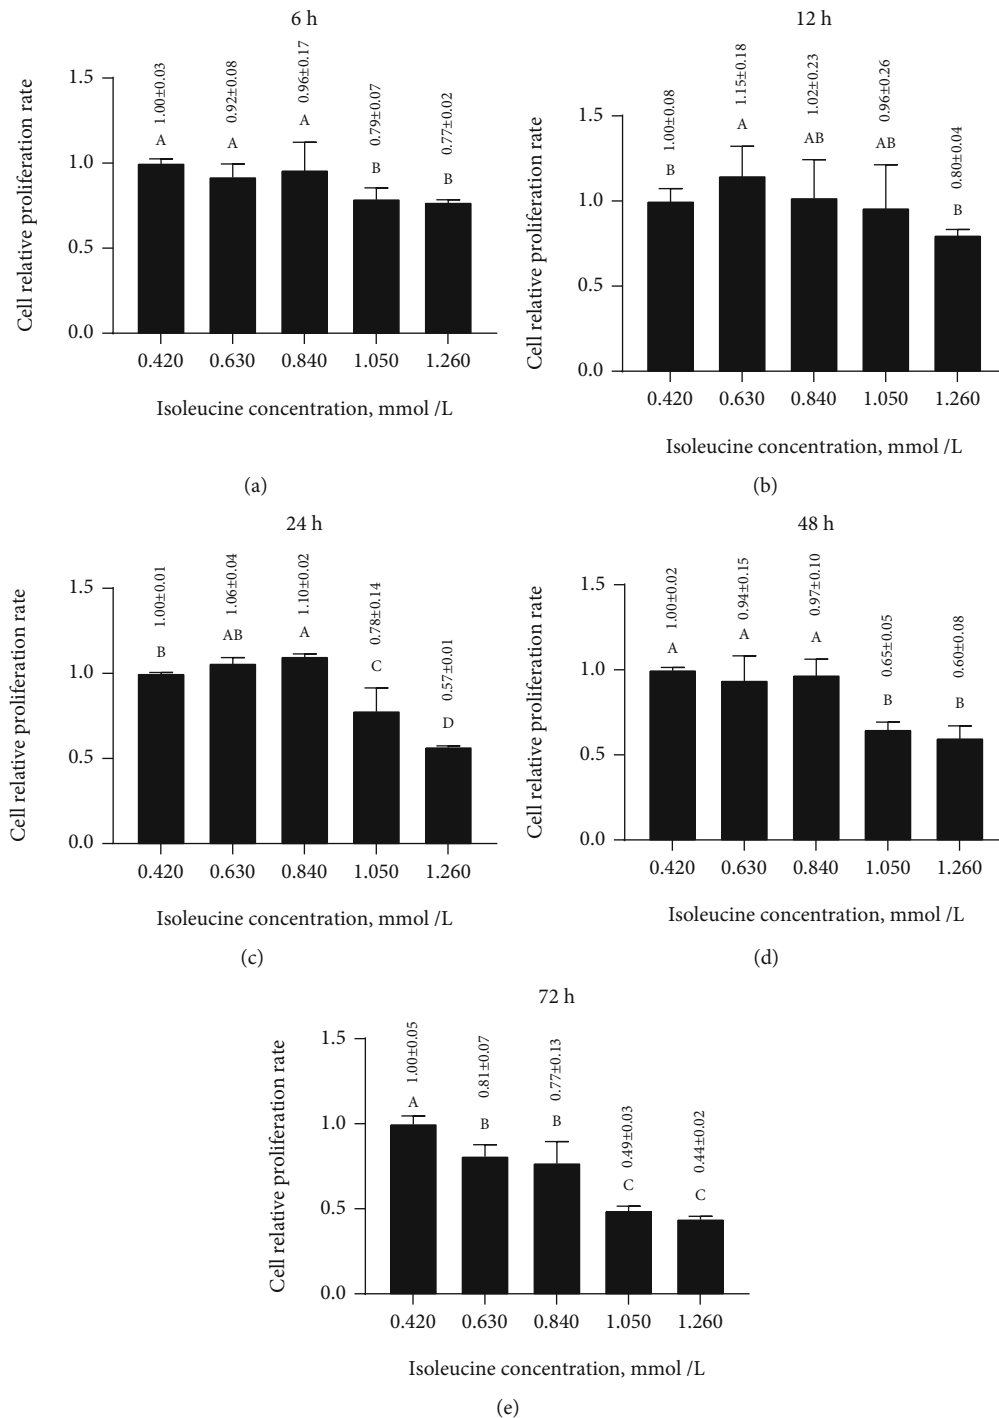 6 h
Cell relative proliferation rate
1.5
1.0
0.5
0.0
1.00±0.03
0.92±0.08
0.96±0.17
0.79±0.07
0.77±0.02
A
A
A
B
B
0.420 0.630 0.840 1.050 1.260
Isoleucine concentration, mmol /L
(a)
12 h
Cell relative proliferation rate
1.5
1.0
0.5
0.0
1.00±0.08
1.15±0.18
1.02±0.23
0.96±0.26
0.80±0.04
B
A
AB
AB
B
0.420 0.630 0.840 1.050 1.260
Isoleucine concentration, mmol /L
(b)
24 h
Cell relative proliferation rate
1.5
1.0
0.5
0.0
1.00±0.01
1.06±0.04
1.10±0.02
0.78±0.14
0.57±0.01
B
AB
A
C
D
0.420 0.630 0.840 1.050 1.260
Isoleucine concentration, mmol /L
(c)
48 h
Cell relative proliferation rate
1.5
1.0
0.5
0.0
1.00±0.02
0.94±0.15
0.97±0.10
0.65±0.05
0.60±0.08
A
A
A
B
B
0.420 0.630 0.840 1.050 1.260
Isoleucine concentration, mmol /L
(d)
72 h
Cell relative proliferation rate
1.5
1.0
0.5
0.0
1.00±0.05
0.81±0.07
0.77±0.13
0.49±0.03
0.44±0.02
A
B
B
C
C
0.420 0.630 0.840 1.050 1.260
Isoleucine concentration, mmol /L
(e)